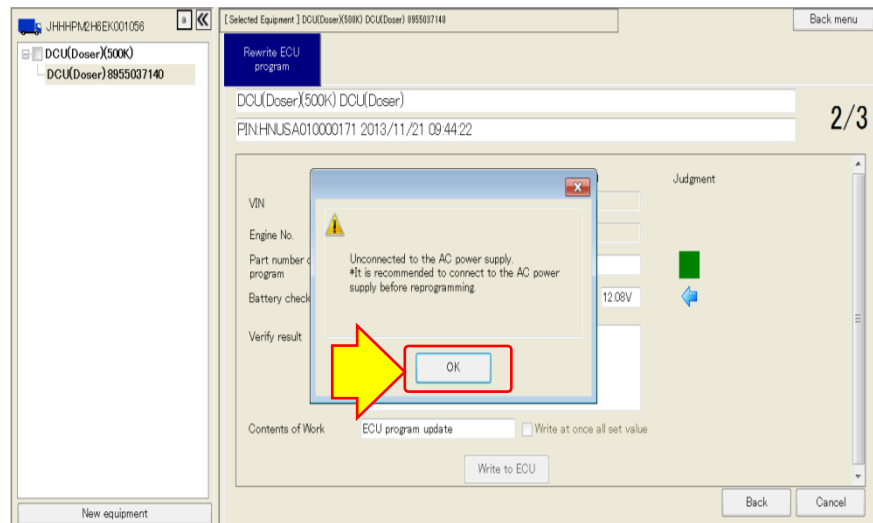 JHHHPM2H6EK001056
a
[ Selected Equipment ] DCU(Doser)(500K) DCU(Doser) 8955037140
Back menu
DCU(Doser)(500K)
DCU(Doser) 8955037140
Rewrite ECU
program
DCU(Doser)(500K) DCU(Doser)
PIN:HNUSA010000171 2013/11/21 09:44:22
2/3
Judgment
VIN
Engine No.
Part number
program
Battery check
12.08V
Verify result
Unconnected to the AC power supply.
*It is recommended to connect to the AC power
supply before reprogramming.
OK
Contents of Work
ECU program update
Write at once all set value
Write to ECU
Back
Cancel
New equipment